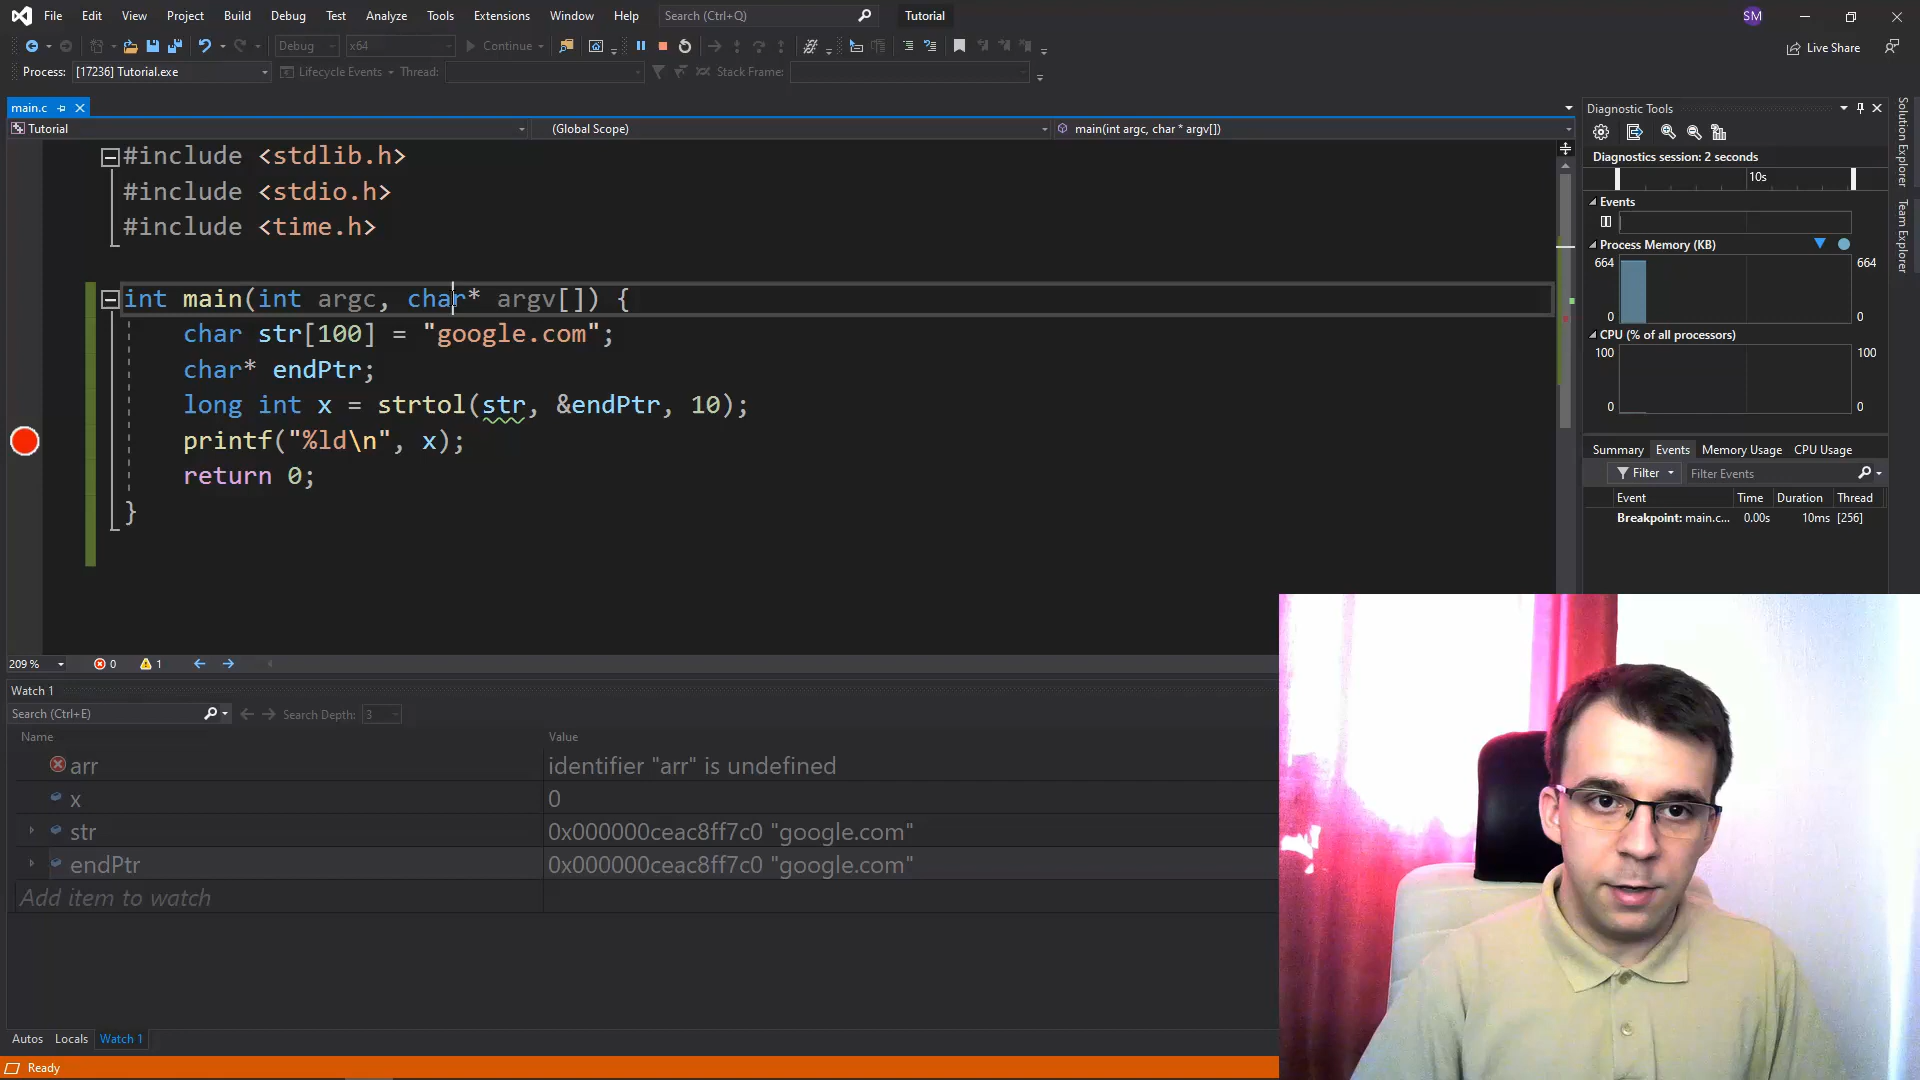 File Edit View Project Build Debug Test Analyze Tools Extensions Window Help Search (Ctrl+Q) Tutorial SM
Debug x64 Continue Live Share
Process: [17236] Tutorial.exe Lifecycle Events Thread: Stack Frame:
main.c
Tutorial (Global Scope) main(int argc, char * argv[])
#include <stdlib.h>
#include <stdio.h>
#include <time.h>
int main(int argc, char* argv[]) {
char str[100] = "google.com";
char* endPtr;
long int x = strtol(str, &endPtr, 10);
printf("%ld\n", x);
return 0;
}
209 % 0 1
Watch 1
Search (Ctrl+E) Search Depth: 3
Name Value
arr identifier "arr" is undefined
x 0
str 0x000000ceac8ff7c0 "google.com"
endPtr 0x000000ceac8ff7c0 "google.com"
Add item to watch
Autos Locals Watch 1
Ready
Diagnostic Tools
Diagnostics session: 2 seconds
10s
Events
Process Memory (KB)
664 664
0 0
CPU (% of all processors)
100 100
0 0
Summary Events Memory Usage CPU Usage
Filter Filter Events
Event Time Duration Thread
Breakpoint: main.c... 0.00s 10ms [256]
Solution Explorer
Team Explorer